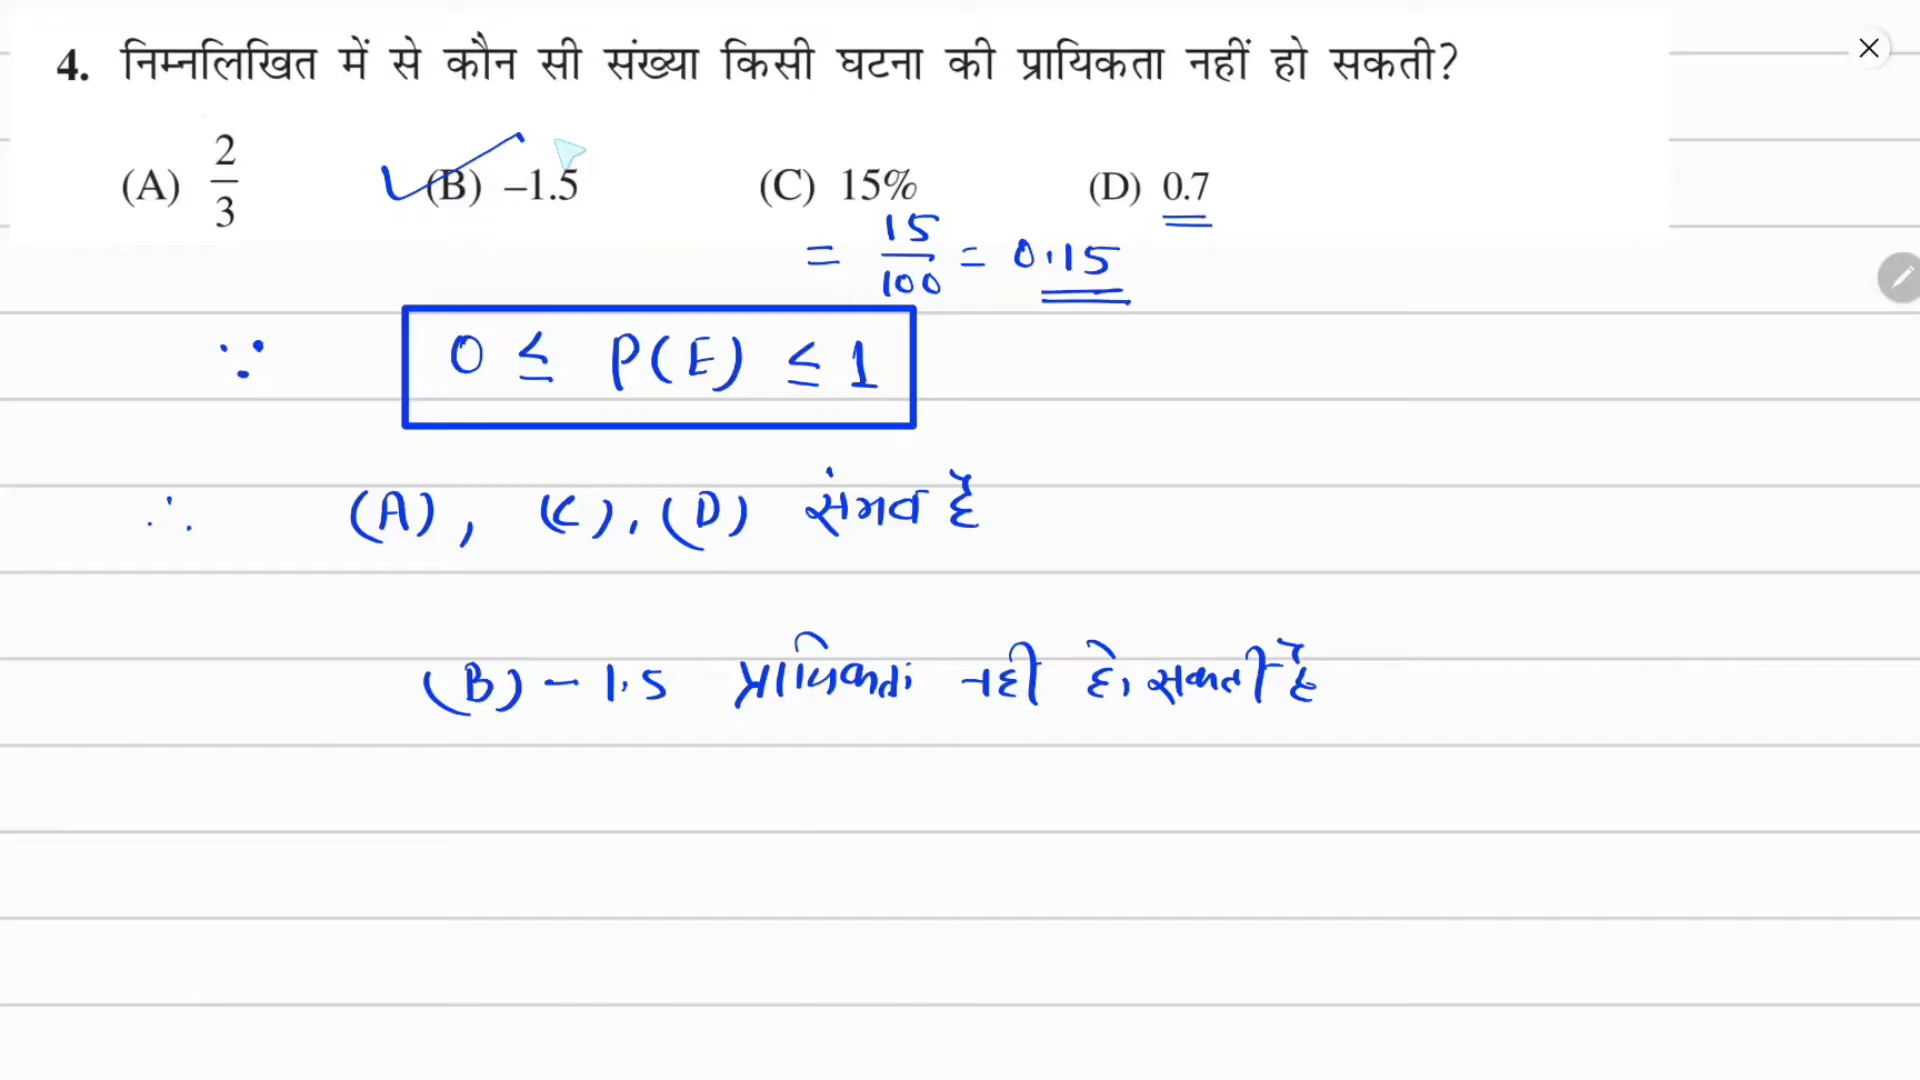 4. निम्नलिखित में से कौन सी संख्या किसी घटना की प्रायिकता नहीं हो सकती?
(A) 2/3 (B) –1.5 (C) 15% (D) 0.7
= 15/100 = 0.15
∵ 0 ≤ P(E) ≤ 1
∴ (A), (C), (D) संभव है
(B) – 1.5 प्रायिकता नही हो सकती है